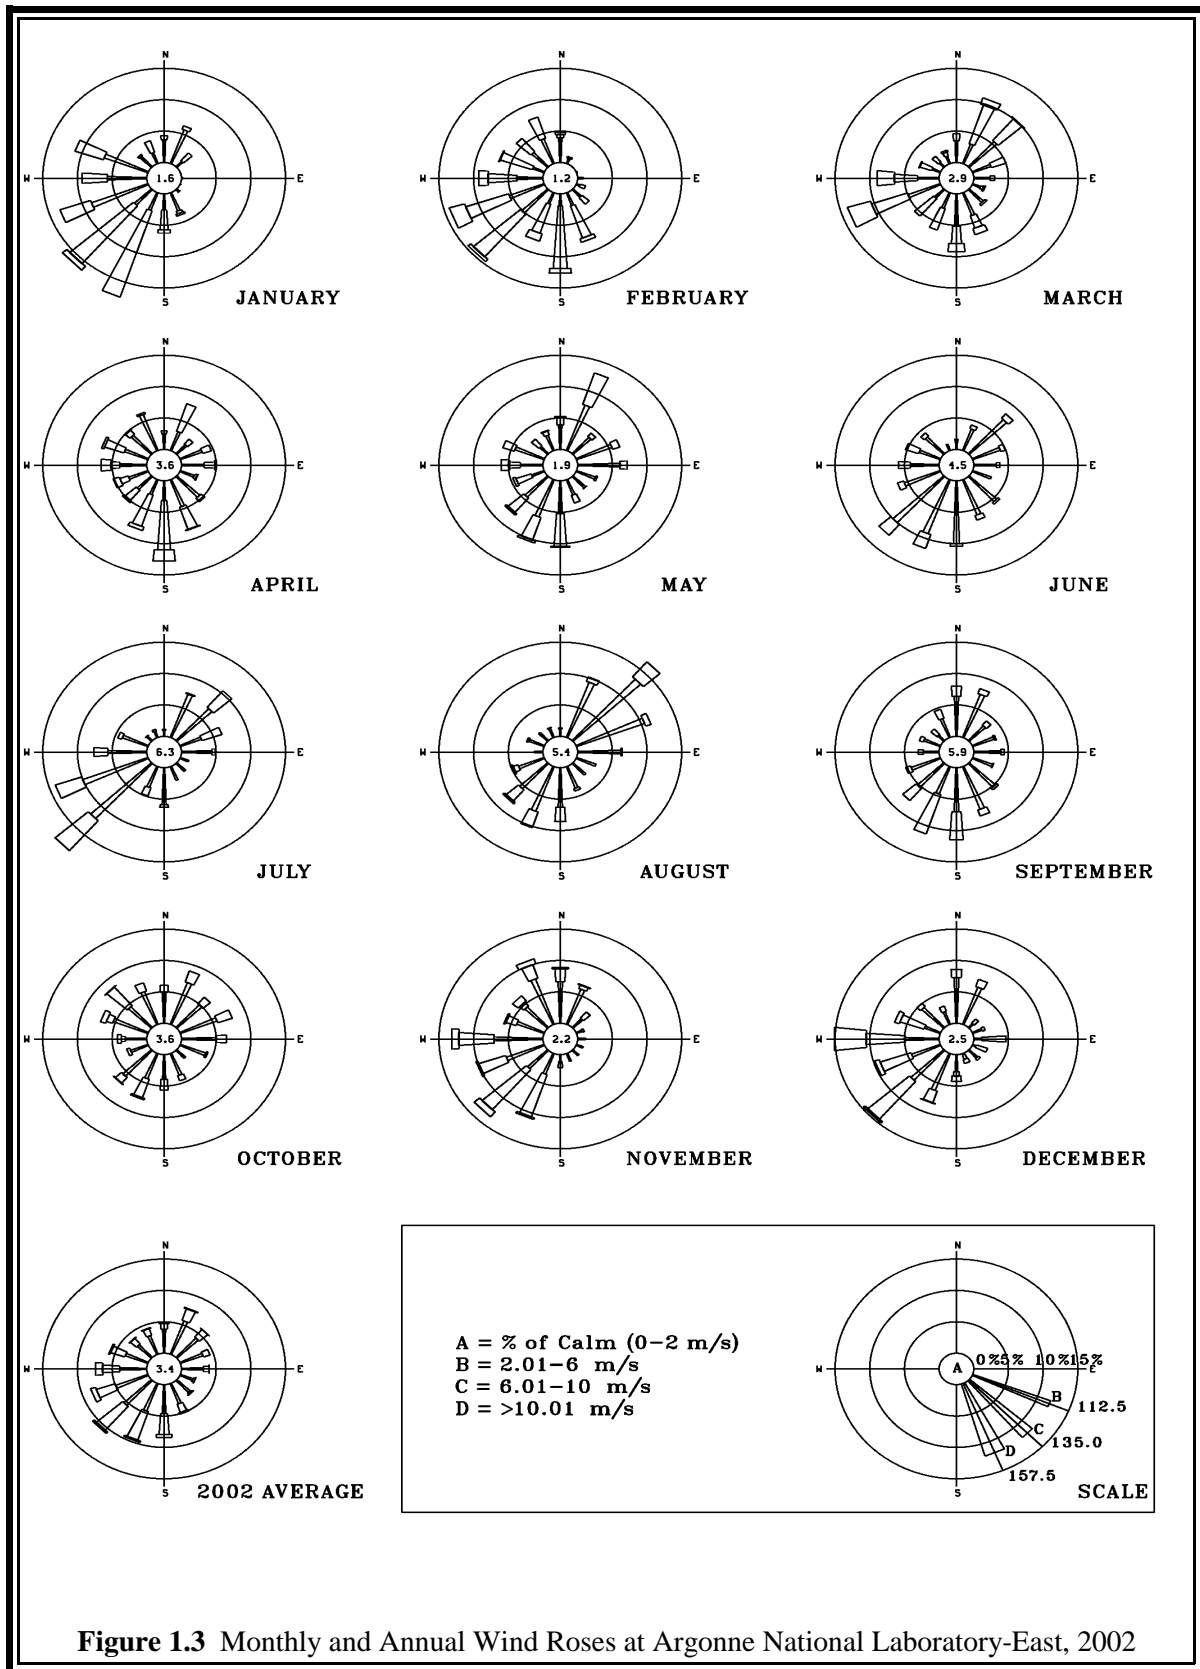 N
N
N
W 1.6 E
W 1.2 E
W 2.9 E
S
S
S
JANUARY
FEBRUARY
MARCH
N
N
N
W 3.6 E
W 1.9 E
W 4.5 E
S
S
S
APRIL
MAY
JUNE
N
N
N
W 6.3 E
W 5.4 E
W 5.9 E
S
S
S
JULY
AUGUST
SEPTEMBER
N
N
N
W 3.6 E
W 2.2 E
W 2.5 E
S
S
S
OCTOBER
NOVEMBER
DECEMBER
N
W 3.4 E
S
2002 AVERAGE
A = % of Calm (0-2 m/s)
B = 2.01-6 m/s
C = 6.01-10 m/s
D = >10.01 m/s
N
0%5% 10%15%
W A E
B
112.5
C
135.0
D
157.5
S
SCALE
Figure 1.3 Monthly and Annual Wind Roses at Argonne National Laboratory-East, 2002